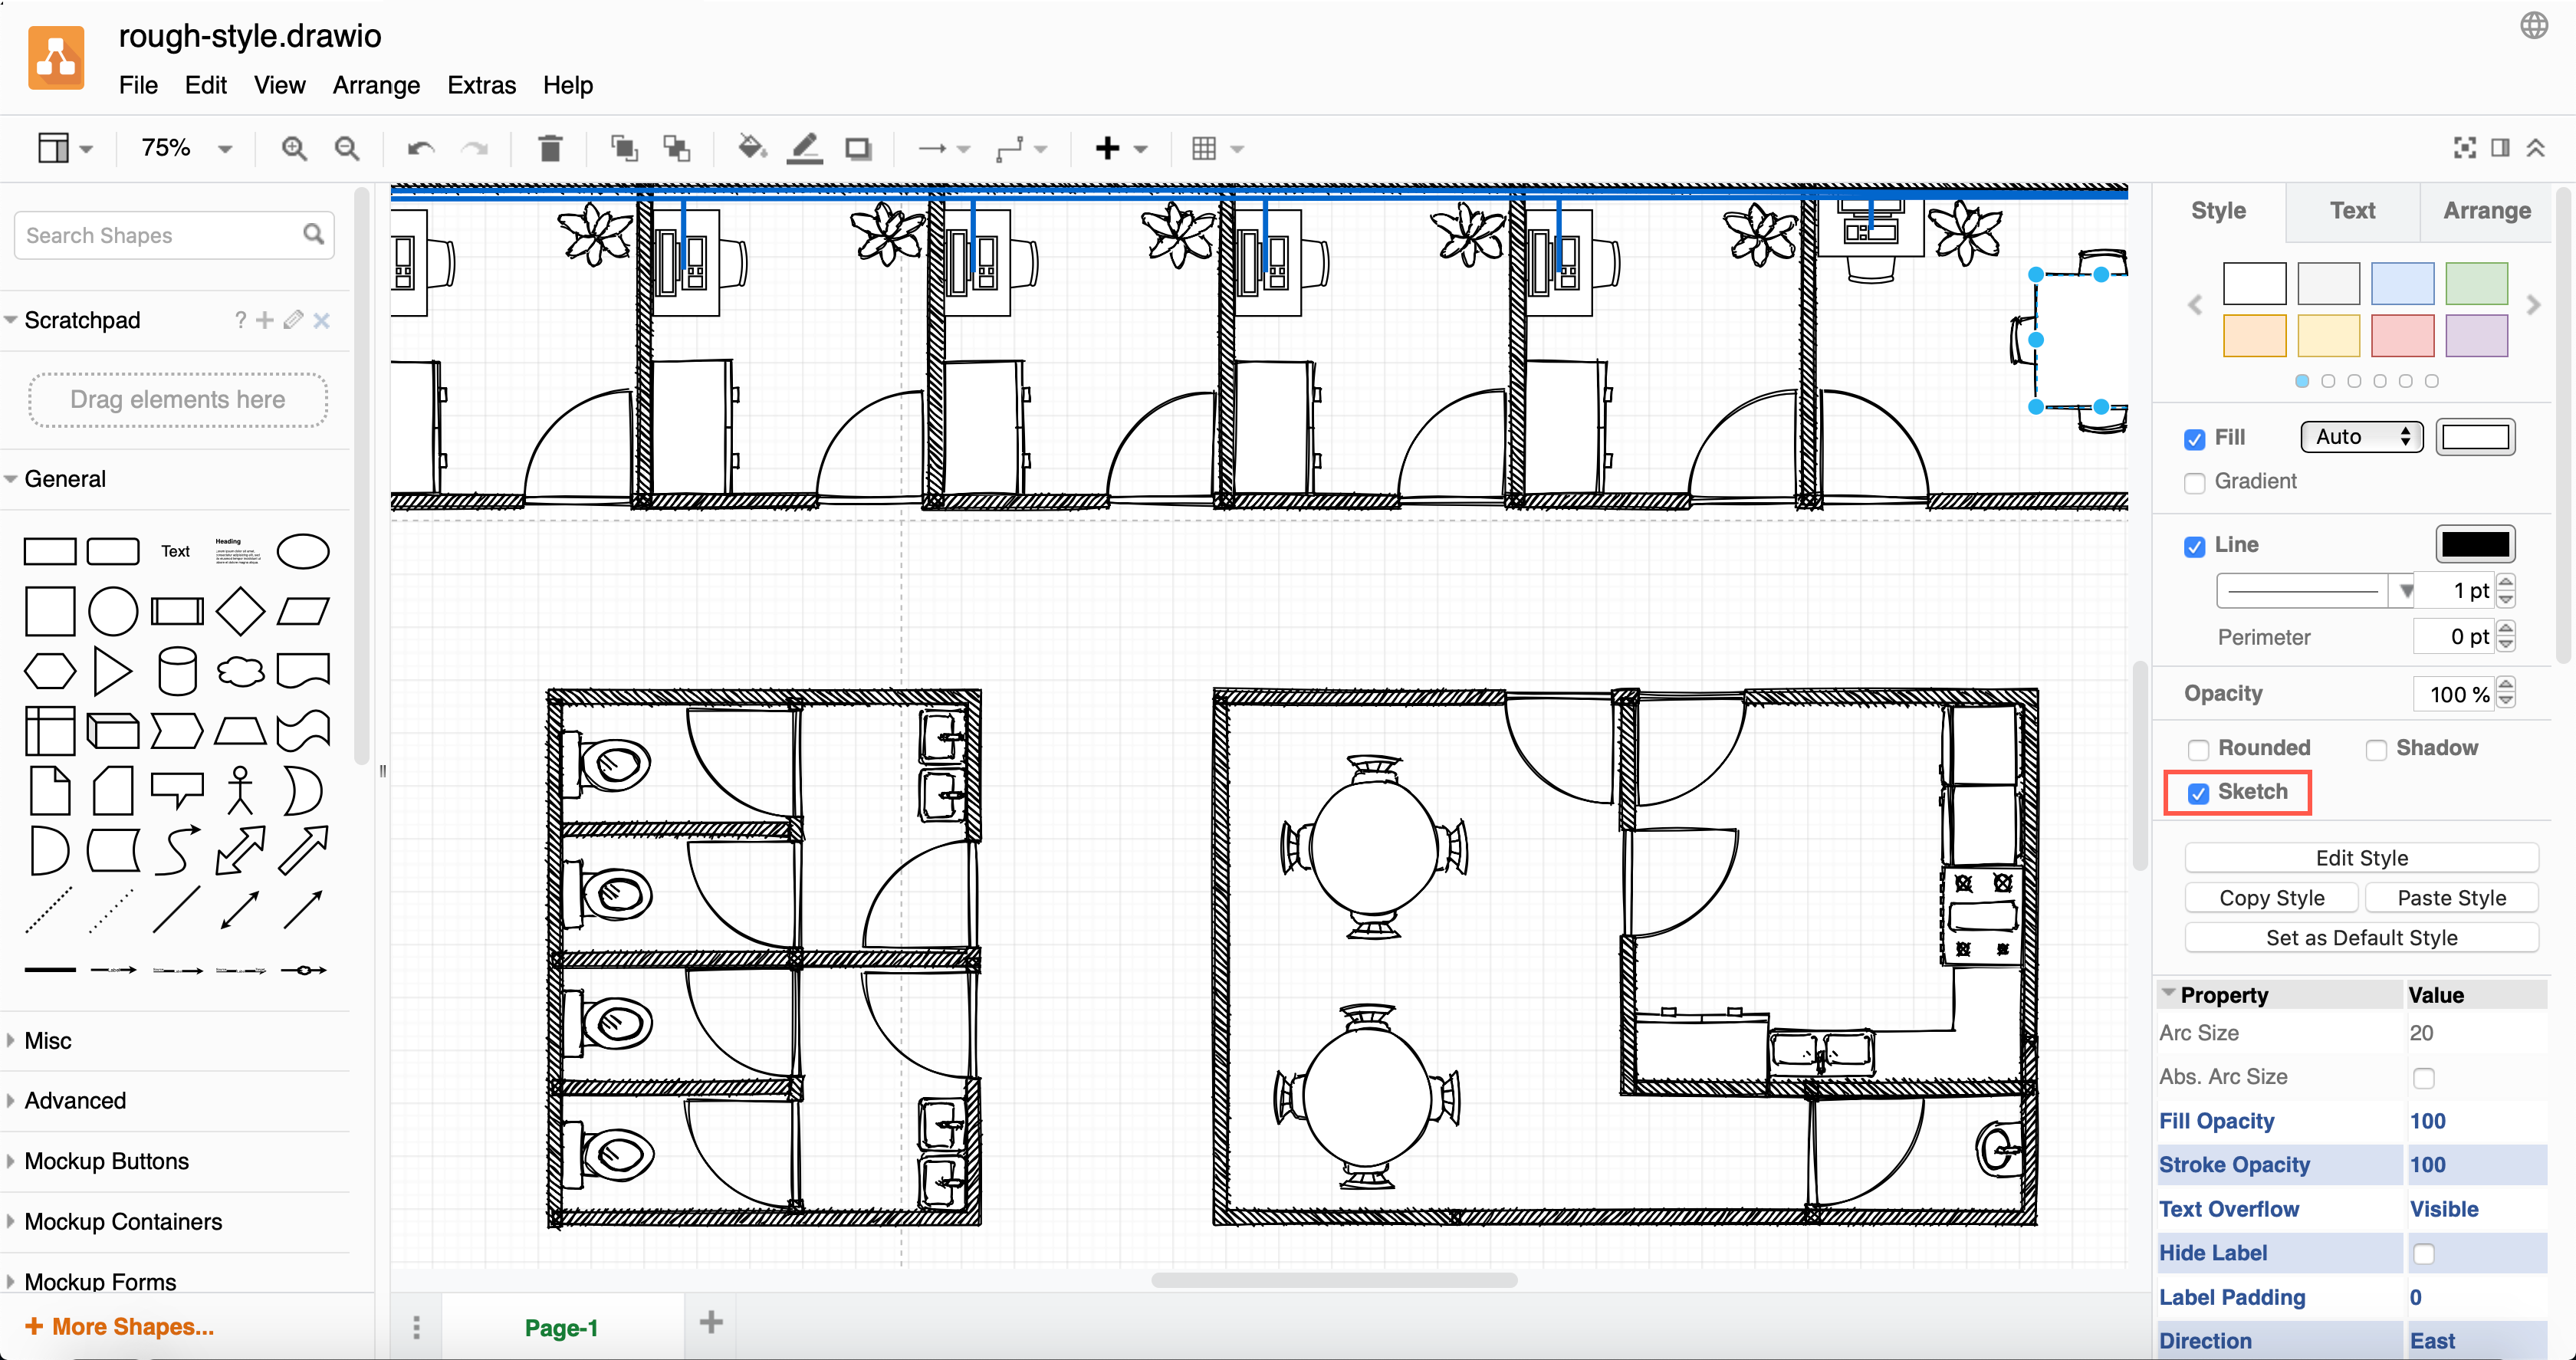 rough-style.drawio
File Edit View Arrange Extras Help
75%
Search Shapes
Scratchpad ?
Drag elements here
General
Text
Heading
Misc
Advanced
Mockup Buttons
Mockup Containers
Mockup Forms
+ More Shapes...
Page-1
Style Text Arrange
Fill Auto
Gradient
Line
1 pt
Perimeter 0 pt
Opacity 100 %
Rounded Shadow
Sketch
Edit Style
Copy Style Paste Style
Set as Default Style
Property Value
Arc Size 20
Abs. Arc Size
Fill Opacity 100
Stroke Opacity 100
Text Overflow Visible
Hide Label
Label Padding 0
Direction East